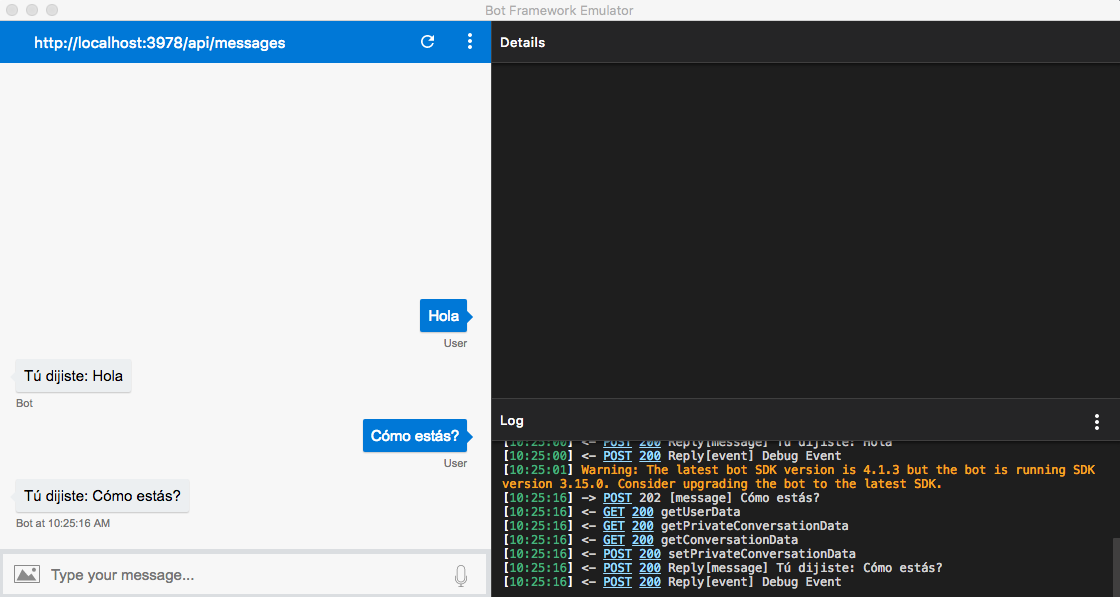 Bot Framework Emulator
http://localhost:3978/api/messages
Details
Hola
User
Tú dijiste: Hola
Bot
Cómo estás?
User
Tú dijiste: Cómo estás?
Bot at 10:25:16 AM
Type your message...
Log
[10:25:00] <- POST 200 Reply[message] Tú dijiste: Hola
[10:25:00] <- POST 200 Reply[event] Debug Event
[10:25:01] Warning: The latest bot SDK version is 4.1.3 but the bot is running SDK
version 3.15.0. Consider upgrading the bot to the latest SDK.
[10:25:16] -> POST 202 [message] Cómo estás?
[10:25:16] <- GET 200 getUserData
[10:25:16] <- GET 200 getPrivateConversationData
[10:25:16] <- GET 200 getConversationData
[10:25:16] <- POST 200 setPrivateConversationData
[10:25:16] <- POST 200 Reply[message] Tú dijiste: Cómo estás?
[10:25:16] <- POST 200 Reply[event] Debug Event